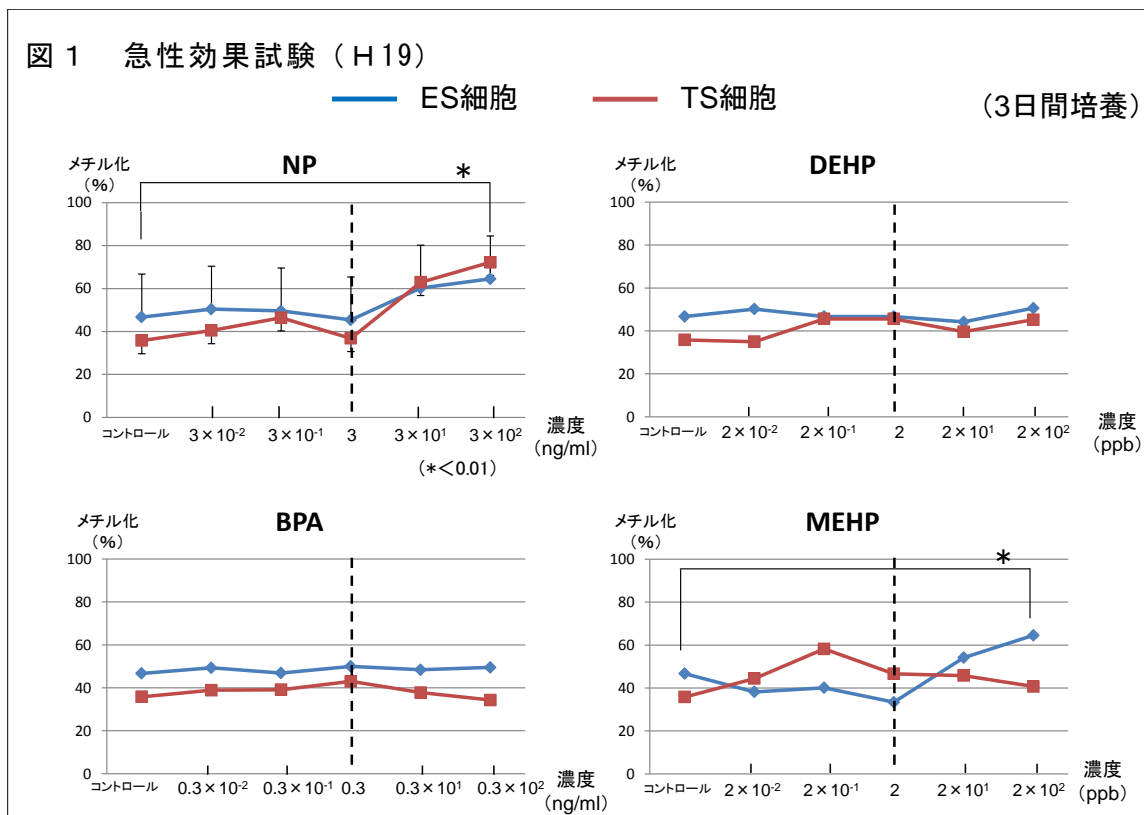 図１　急性効果試験（Ｈ19）
ES細胞　TS細胞　（3日間培養）
メチル化
（%）
NP
*
100
80
60
40
20
0
コントロール　3×10⁻²　3×10⁻¹　3　3×10¹　3×10²
濃度
(ng/ml)
（*＜0.01）
メチル化
（%）
DEHP
100
80
60
40
20
0
コントロール　2×10⁻²　2×10⁻¹　2　2×10¹　2×10²
濃度
(ppb)
メチル化
（%）
BPA
100
80
60
40
20
0
コントロール　0.3×10⁻²　0.3×10⁻¹　0.3　0.3×10¹　0.3×10²
濃度
(ng/ml)
メチル化
（%）
MEHP
*
100
80
60
40
20
0
コントロール　2×10⁻²　2×10⁻¹　2　2×10¹　2×10²
濃度
(ppb)